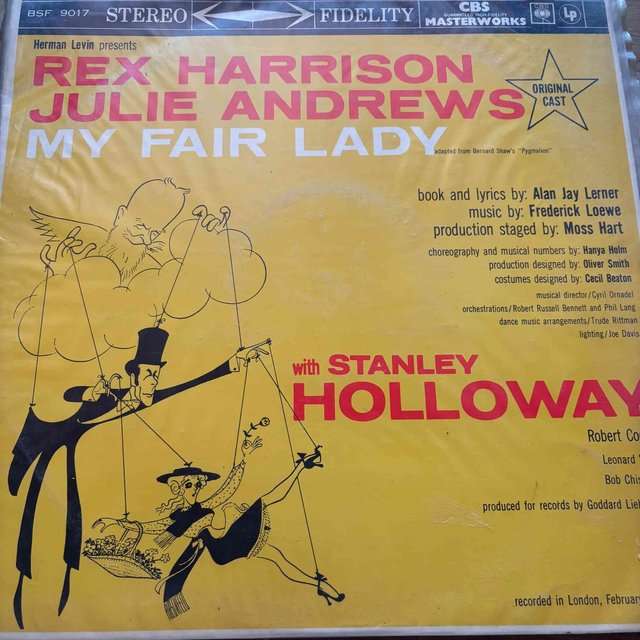 BSF 9017 STEREO FIDELITY CBS MASTERWORKS LP
Herman Levin presents
REX HARRISON
JULIE ANDREWS
MY FAIR LADY
ORIGINAL
CAST
adapted from Bernard Shaw's "Pygmalion"
book and lyrics by: Alan Jay Lerner
music by: Frederick Loewe
production staged by: Moss Hart
choreography and musical numbers by: Hanya Holm
production designed by: Oliver Smith
costumes designed by: Cecil Beaton
musical director/Cyril Ornadel
orchestrations/Robert Russell Bennett and Phil Lang
dance music arrangements/Trude Rittman
lighting/Joe Davis
with STANLEY
HOLLOWAY
Robert Co
Leonard
Bob Chis
produced for records by Goddard Lieb
recorded in London, February